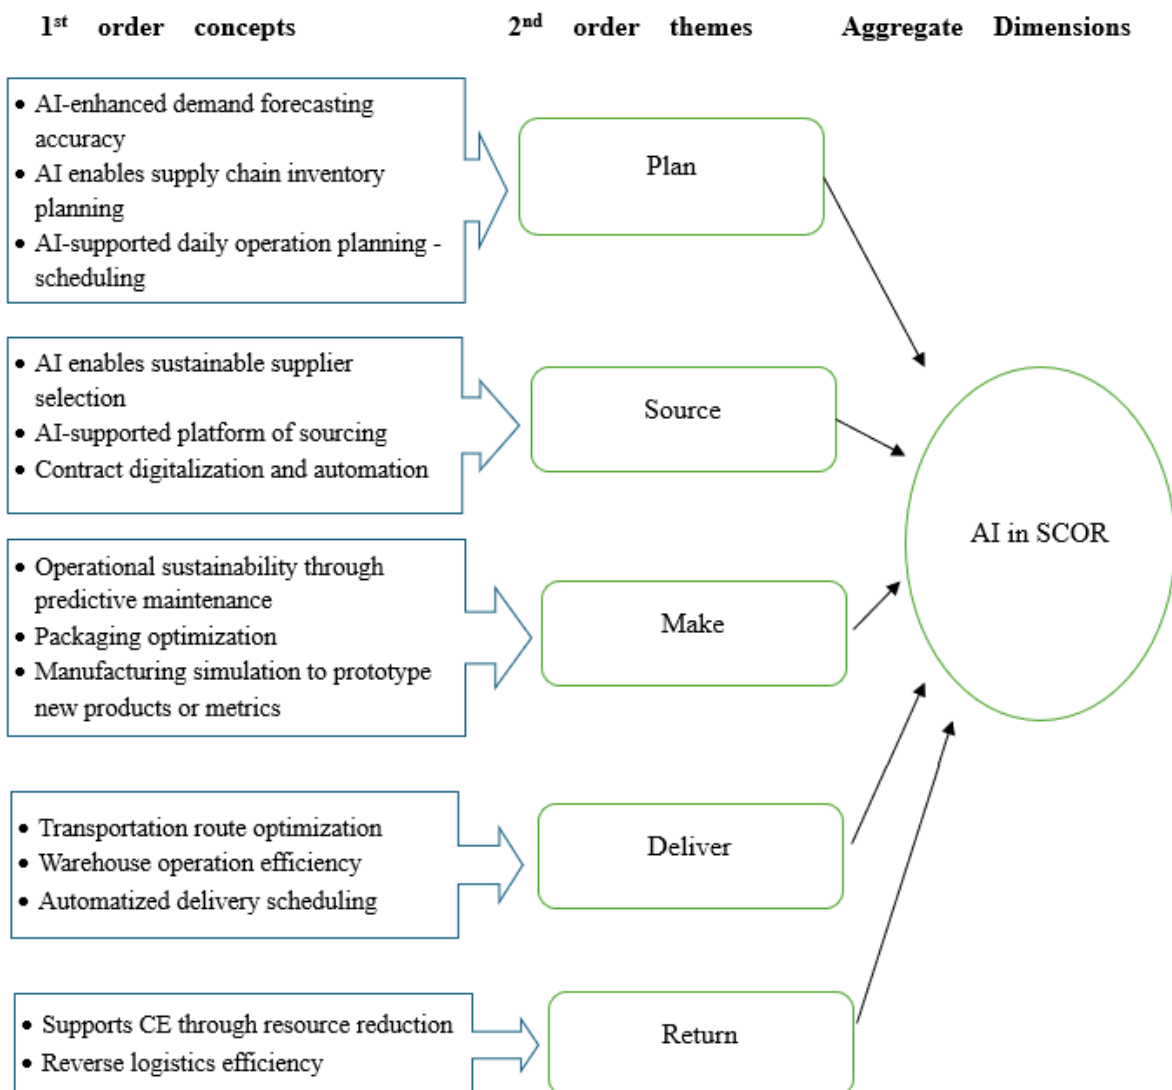 1st order concepts
2nd order themes
Aggregate Dimensions
• AI-enhanced demand forecasting
accuracy
• AI enables supply chain inventory
planning
• AI-supported daily operation planning -
scheduling
Plan
• AI enables sustainable supplier
selection
• AI-supported platform of sourcing
• Contract digitalization and automation
Source
AI in SCOR
• Operational sustainability through
predictive maintenance
• Packaging optimization
• Manufacturing simulation to prototype
new products or metrics
Make
• Transportation route optimization
• Warehouse operation efficiency
• Automatized delivery scheduling
Deliver
• Supports CE through resource reduction
• Reverse logistics efficiency
Return